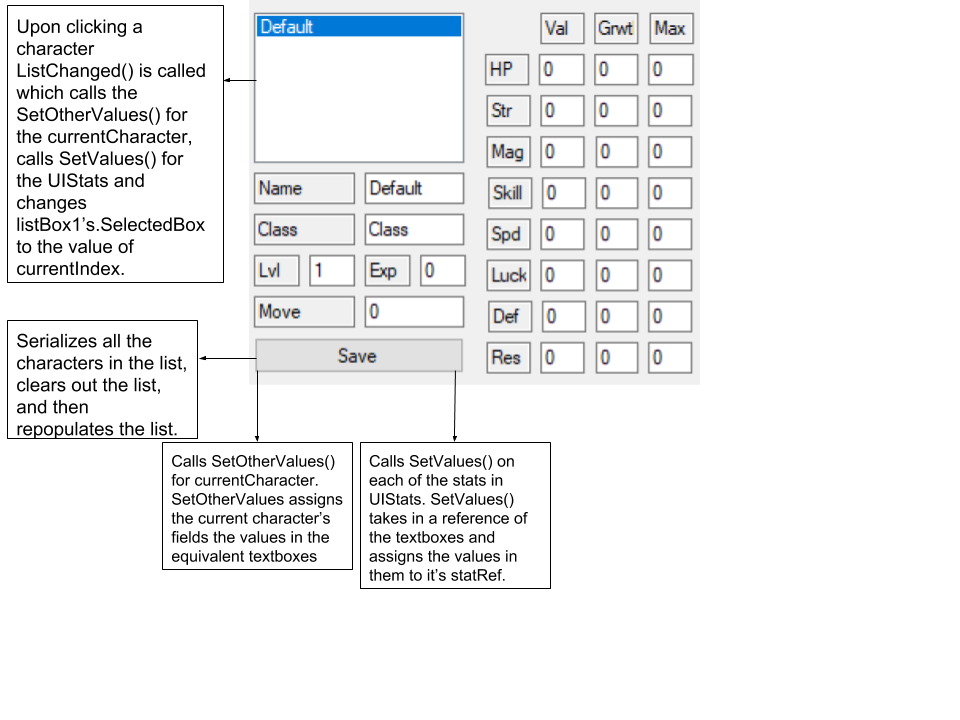 Upon clicking a
character
ListChanged() is called
which calls the
SetOtherValues() for
the currentCharacter,
calls SetValues() for
the UIStats and
changes
listBox1's.SelectedBox
to the value of
currentIndex.
Default
Name Default
Class Class
Lvl 1 Exp 0
Move 0
Save
Val Grwt Max
HP 0 0 0
Str 0 0 0
Mag 0 0 0
Skill 0 0 0
Spd 0 0 0
Luck 0 0 0
Def 0 0 0
Res 0 0 0
Serializes all the
characters in the list,
clears out the list,
and then
repopulates the list.
Calls SetOtherValues()
for currentCharacter.
SetOtherValues assigns
the current character's
fields the values in the
equivalent textboxes
Calls SetValues() on
each of the stats in
UIStats. SetValues()
takes in a reference of
the textboxes and
assigns the values in
them to it's statRef.